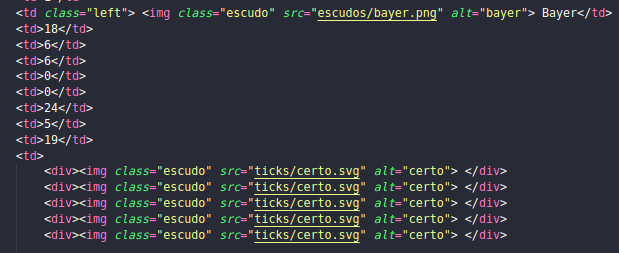 <td class="left"> <img class="escudo" src="escudos/bayer.png" alt="bayer"> Bayer</td>
<td>18</td>
<td>6</td>
<td>6</td>
<td>0</td>
<td>0</td>
<td>24</td>
<td>5</td>
<td>19</td>
<td>
<div><img class="escudo" src="ticks/certo.svg" alt="certo"> </div>
<div><img class="escudo" src="ticks/certo.svg" alt="certo"> </div>
<div><img class="escudo" src="ticks/certo.svg" alt="certo"> </div>
<div><img class="escudo" src="ticks/certo.svg" alt="certo"> </div>
<div><img class="escudo" src="ticks/certo.svg" alt="certo"> </div>